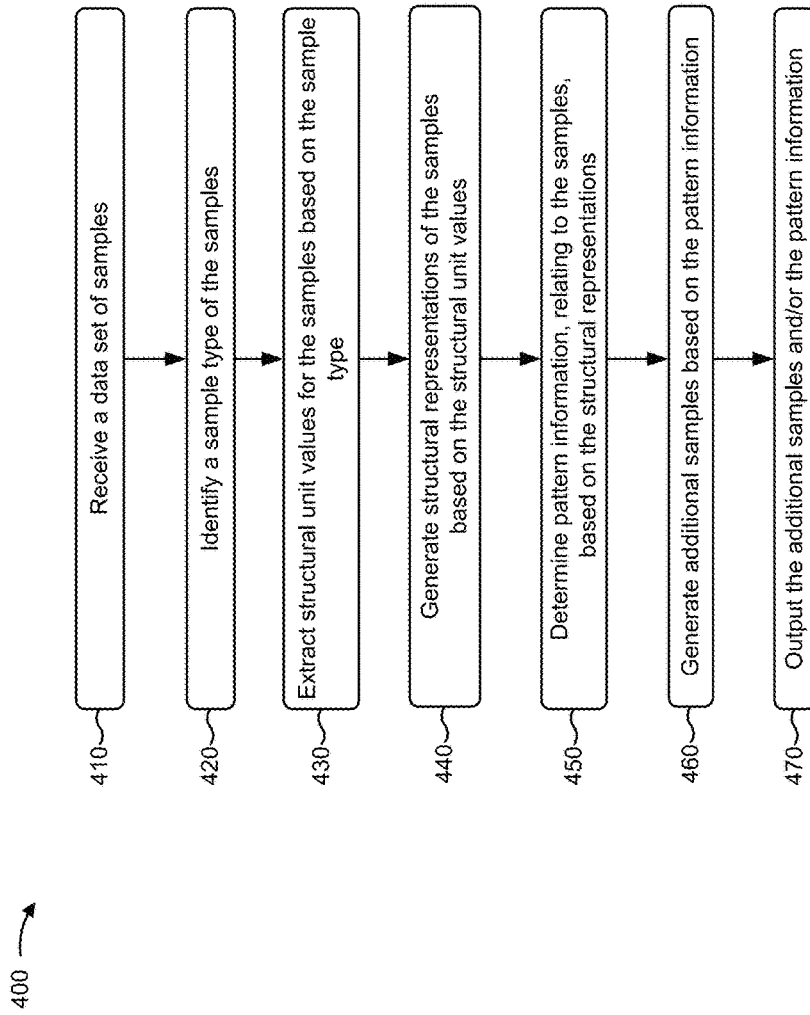 400
410
Receive a data set of samples
420
Identify a sample type of the samples
430
Extract structural unit values for the samples based on the sample
type
440
Generate structural representations of the samples
based on the structural unit values
450
Determine pattern information, relating to the samples,
based on the structural representations
460
Generate additional samples based on the pattern information
470
Output the additional samples and/or the pattern information